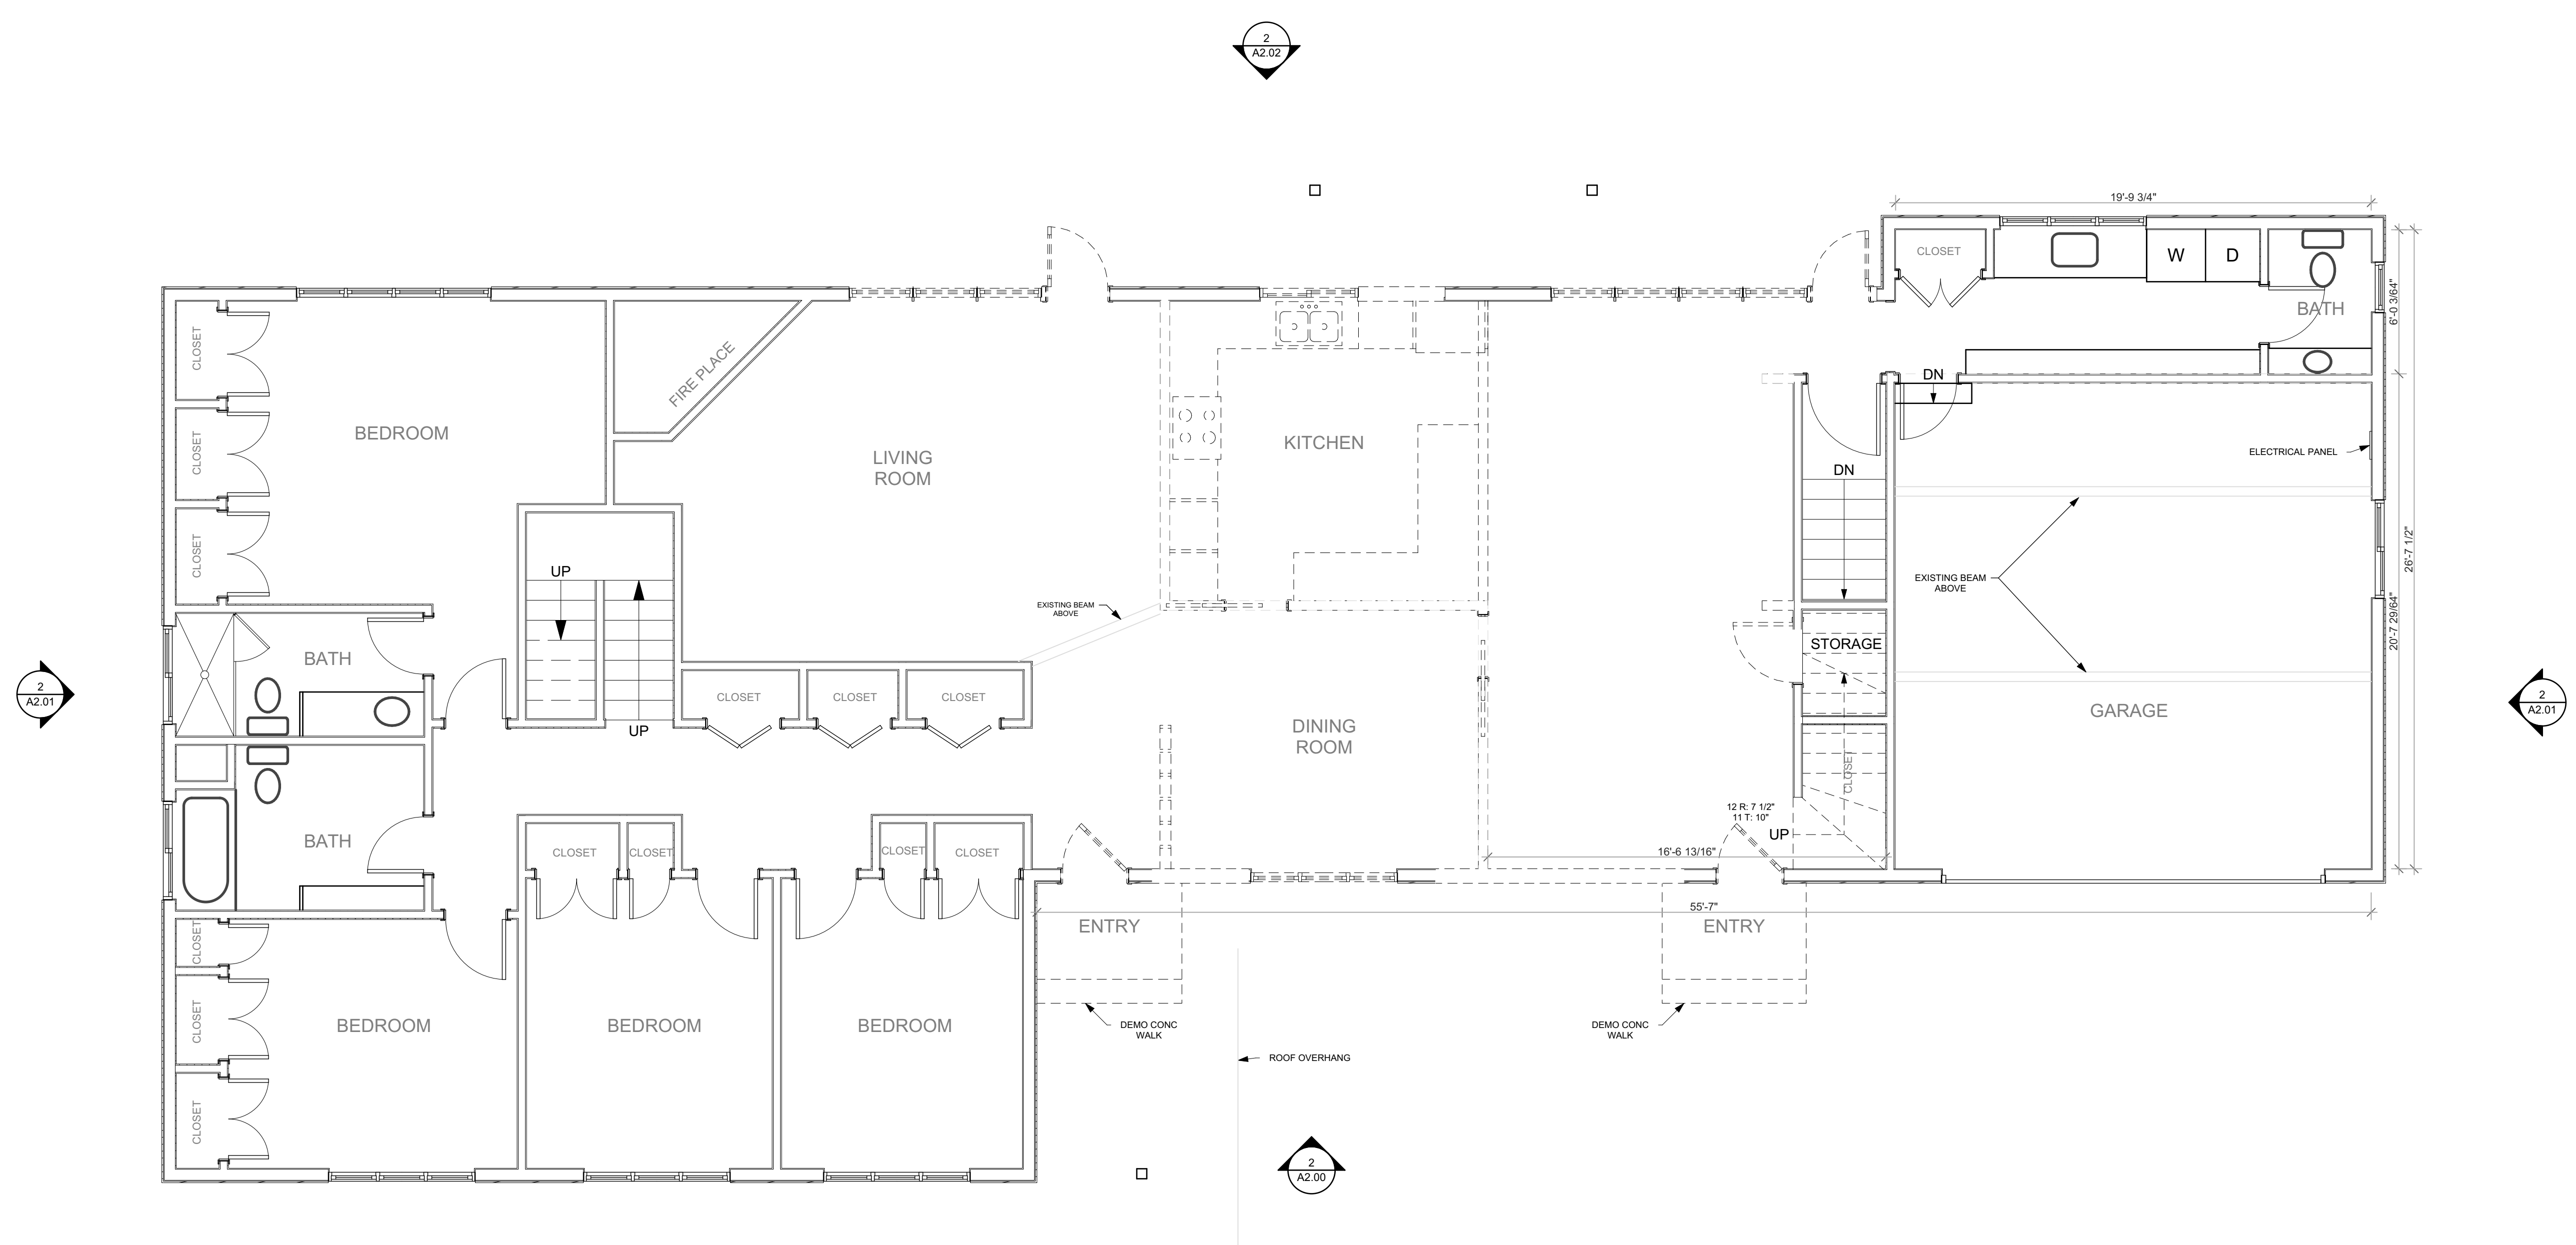 2
A2.02
19'-9 3/4"
CLOSET
W
D
BATH
6'-0 3/64"
CLOSET
FIRE PLACE
BEDROOM
KITCHEN
LIVING
ROOM
DN
DN
ELECTRICAL PANEL
CLOSET
CLOSET
UP
EXISTING BEAM
ABOVE
EXISTING BEAM
ABOVE
26'-7 1/2"
20'-7 29/64"
STORAGE
BATH
2
A2.01
CLOSET
CLOSET
CLOSET
UP
DINING
ROOM
GARAGE
2
A2.01
CLOSET
12 R: 7 1/2"
11 T: 10"
UP
BATH
CLOSET
CLOSET
CLOSET
CLOSET
16'-6 13/16"
55'-7"
ENTRY
ENTRY
CLOSET
CLOSET
BEDROOM
BEDROOM
BEDROOM
DEMO CONC
WALK
DEMO CONC
WALK
ROOF OVERHANG
CLOSET
2
A2.00